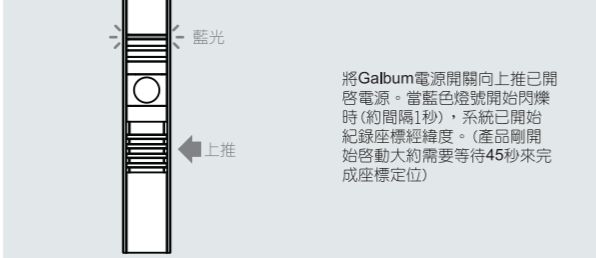 藍光
上推
將Galbum電源開關向上推已開
啓電源。當藍色燈號開始閃爍
時(約間隔1秒)，系統已開始
紀錄座標經緯度。(產品剛開
始啓動大約需要等待45秒來完
成座標定位)